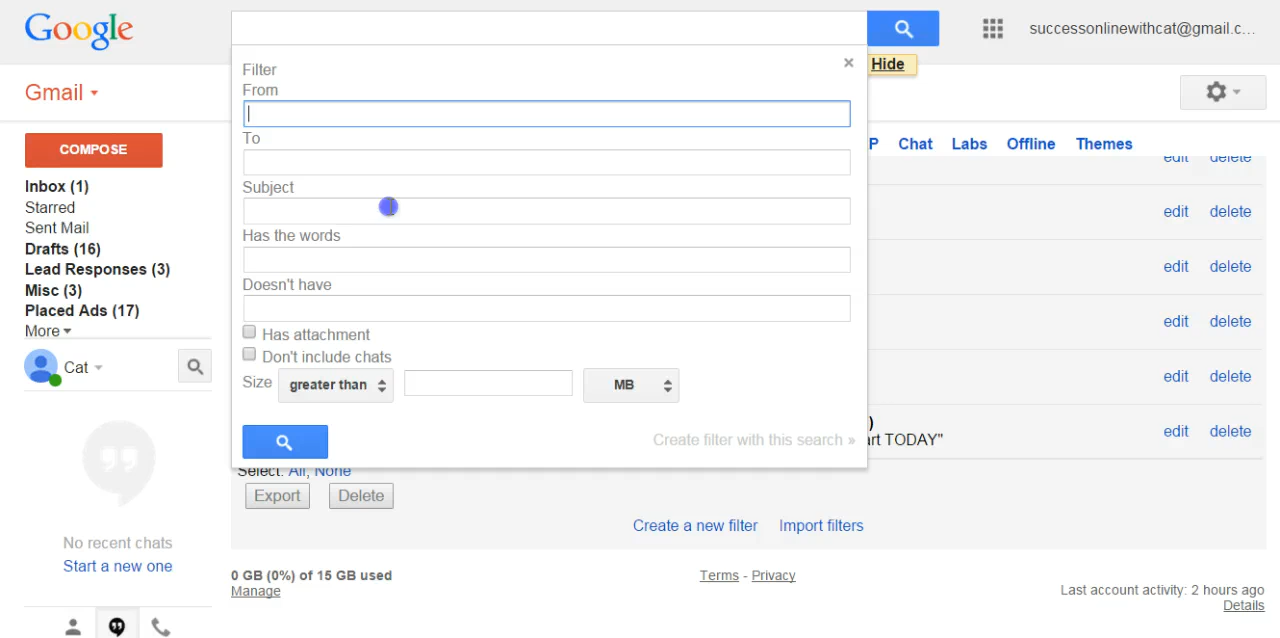 Google
successonlinewithcat@gmail.c...
Hide
Gmail
Filter
From
To
Subject
Has the words
Doesn't have
Has attachment
Don't include chats
Size
greater than
MB
Create filter with this search »
COMPOSE
Inbox (1)
Starred
Sent Mail
Drafts (16)
Lead Responses (3)
Misc (3)
Placed Ads (17)
More
Cat
No recent chats
Start a new one
P Chat Labs Offline Themes
edit delete
edit delete
edit delete
edit delete
edit delete
)
art TODAY"
edit delete
Select: All, None
Export Delete
Create a new filter Import filters
0 GB (0%) of 15 GB used
Manage
Terms - Privacy
Last account activity: 2 hours ago
Details